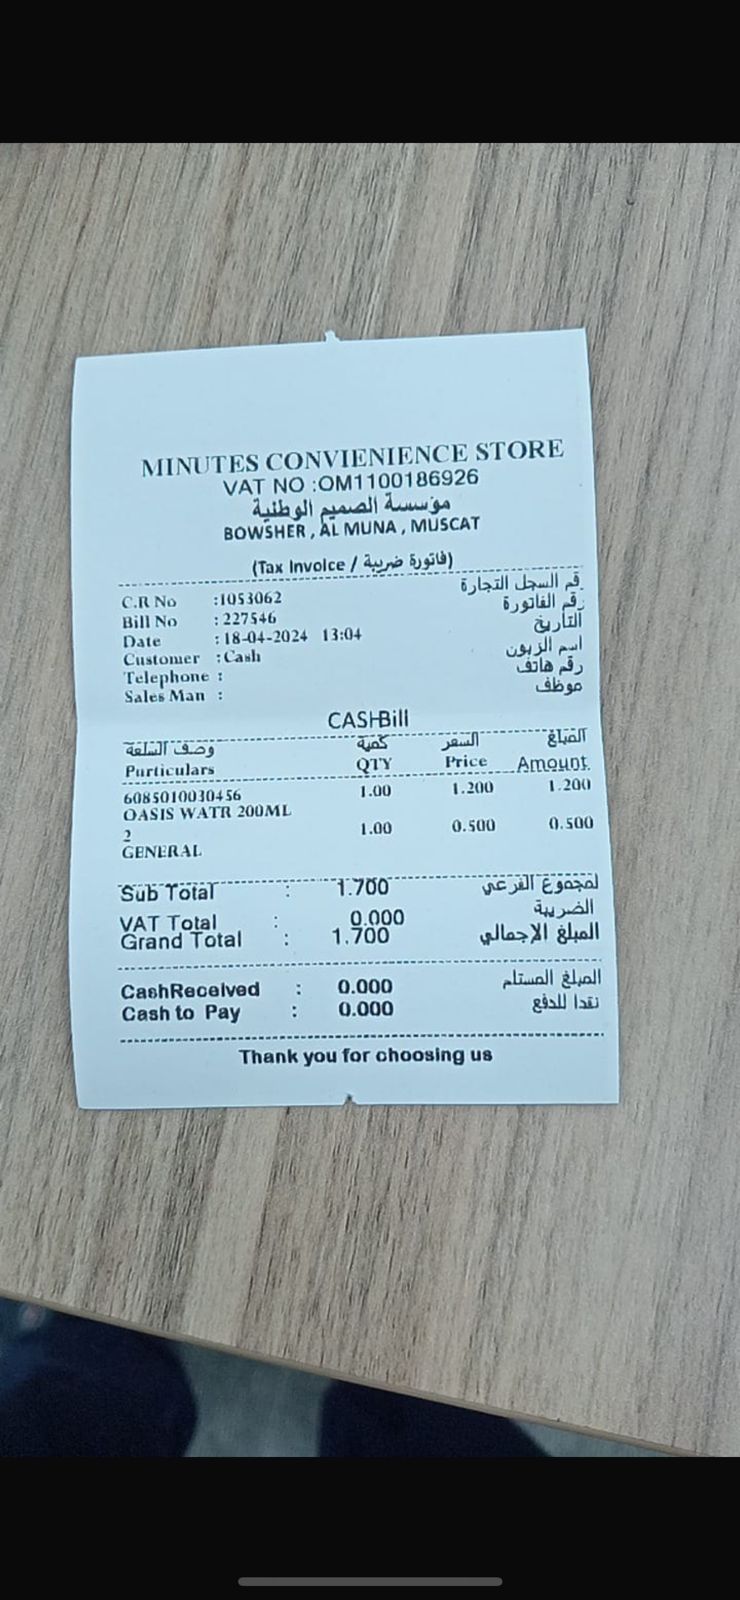 MINUTES CONVIENIENCE STORE
VAT NO :OM1100186926
مؤسسة الصميم الوطنية
BOWSHER , AL MUNA , MUSCAT
(Tax Invoice / فاتورة ضريبة)
C.R No :1053062 قم السجل التجارة
Bill No : 227546 رقم الفاتورة
Date : 18-04-2024 13:04 التاريخ
Customer : Cash اسم الزبون
Telephone : رقم هاتف
Sales Man : موظف
CASHBill
وصف السلعة كمية السعر المبلغ
Particulars QTY Price Amount
6085010030456 1.00 1.200 1.200
OASIS WATR 200ML
2 1.00 0.500 0.500
GENERAL
Sub Total : 1.700 لمجموع الفرعي
VAT Total : 0.000 الضريبة
Grand Total : 1.700 المبلغ الإجمالي
CashReceived : 0.000 المبلغ المستلم
Cash to Pay : 0.000 نقدا للدفع
Thank you for choosing us